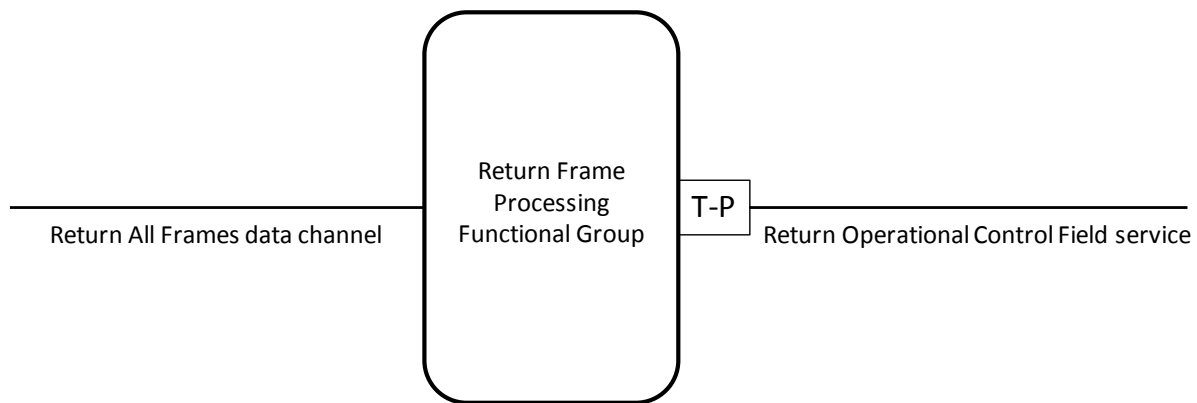 Return Frame
Processing
Functional Group
T-P
Return All Frames data channel
Return Operational Control Field service